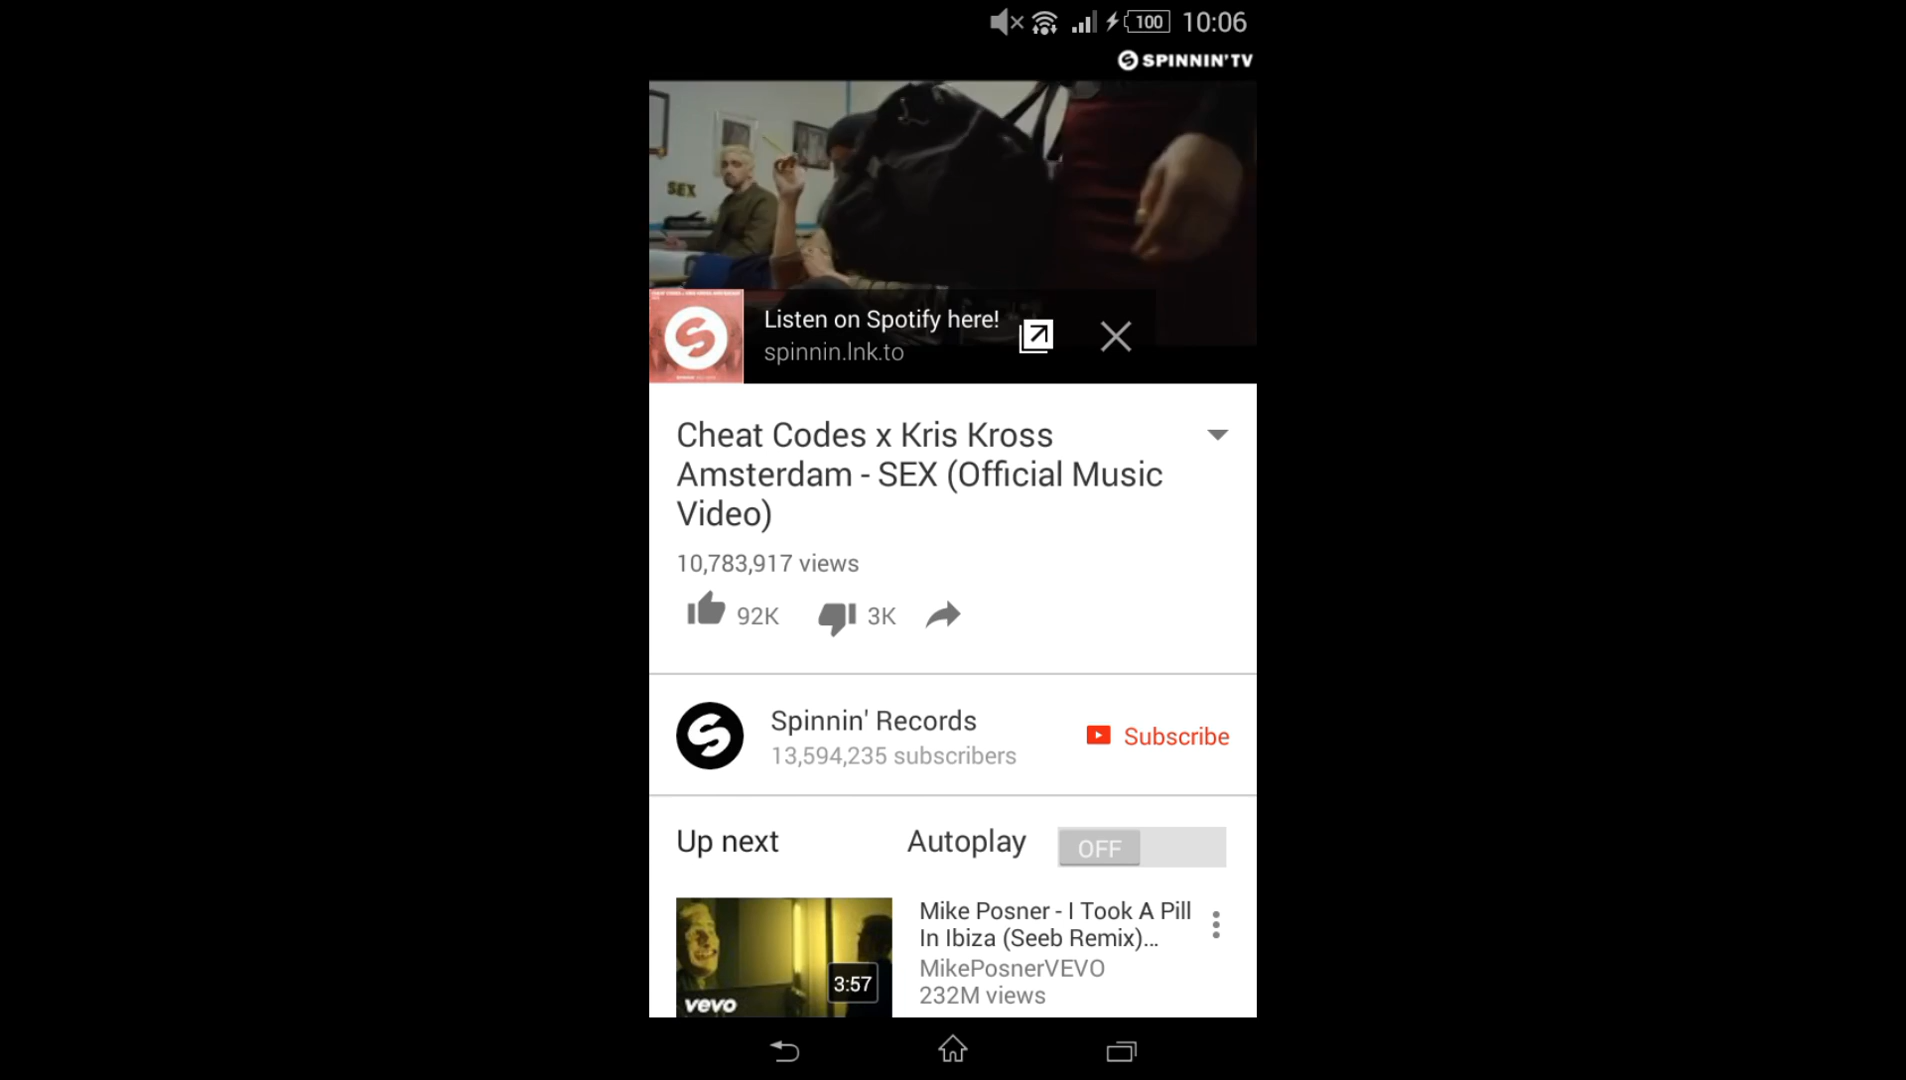 100 10:06
SPINNIN' TV
SEX
Listen on Spotify here!
spinnin.lnk.to
Cheat Codes x Kris Kross
Amsterdam - SEX (Official Music
Video)
10,783,917 views
92K 3K
Spinnin' Records
13,594,235 subscribers
Subscribe
Up next Autoplay OFF
Mike Posner - I Took A Pill
In Ibiza (Seeb Remix)...
MikePosnerVEVO
232M views
3:57
vevo